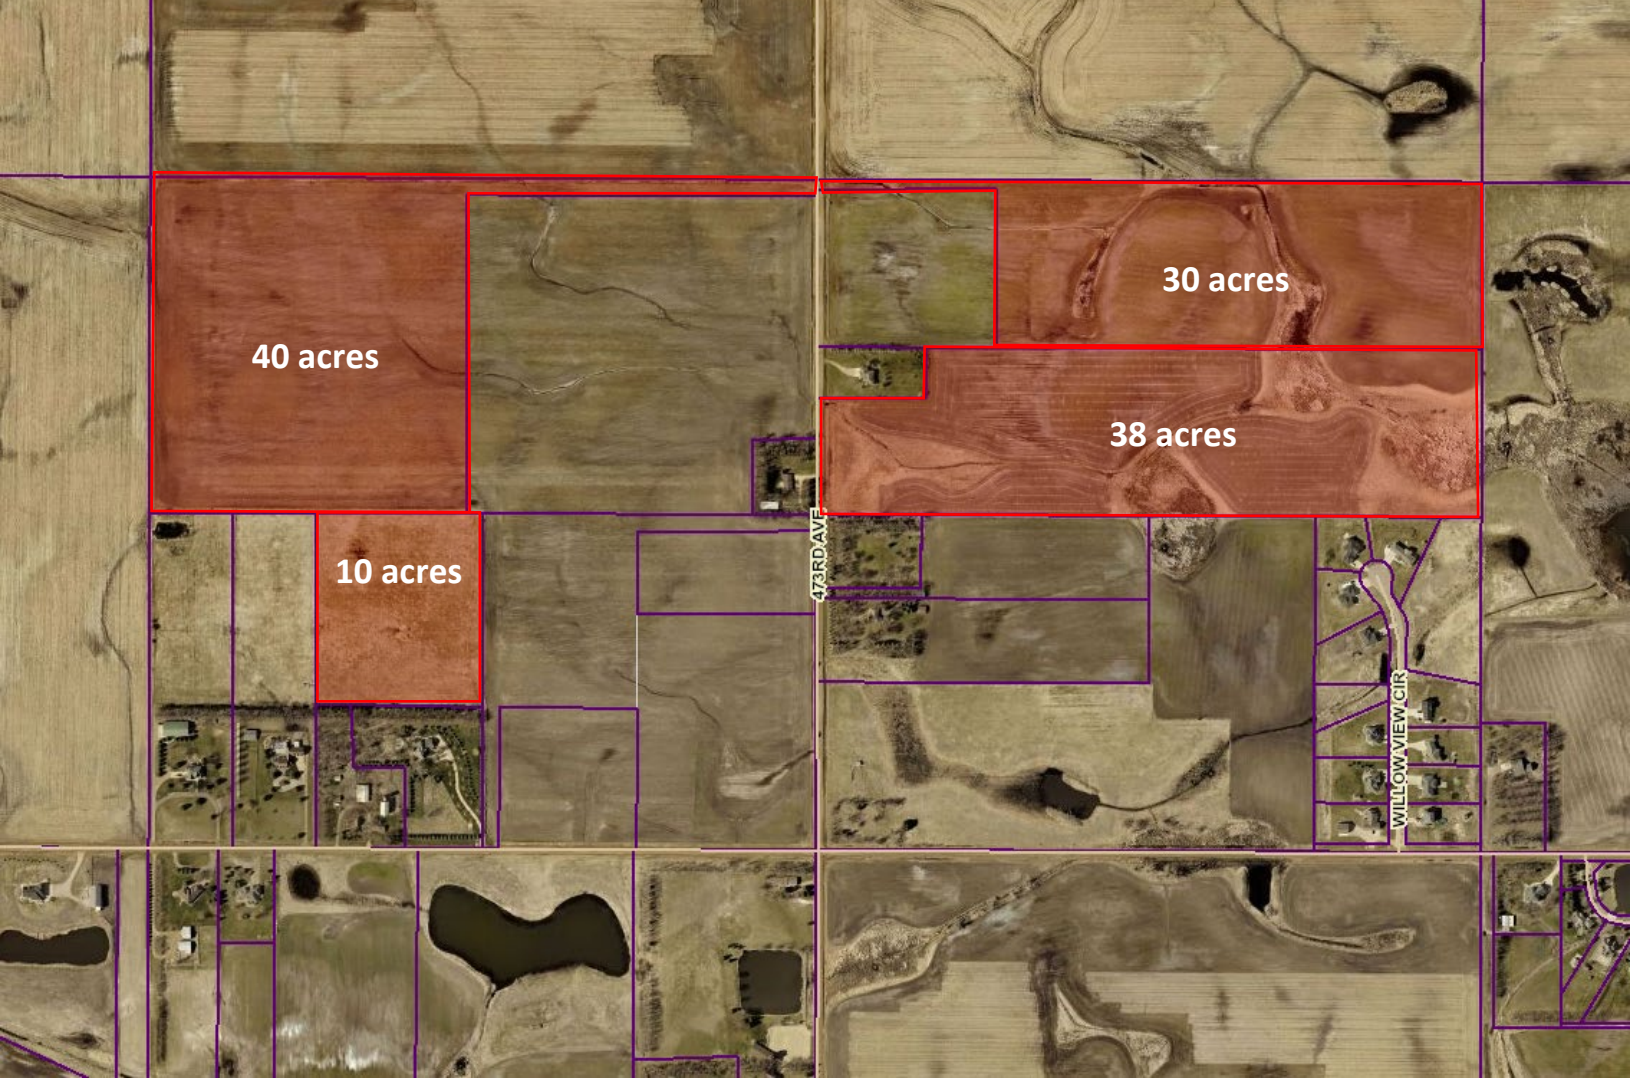 30 acres
40 acres
38 acres
10 acres
473RD AVE
WILLOW VIEW CIR